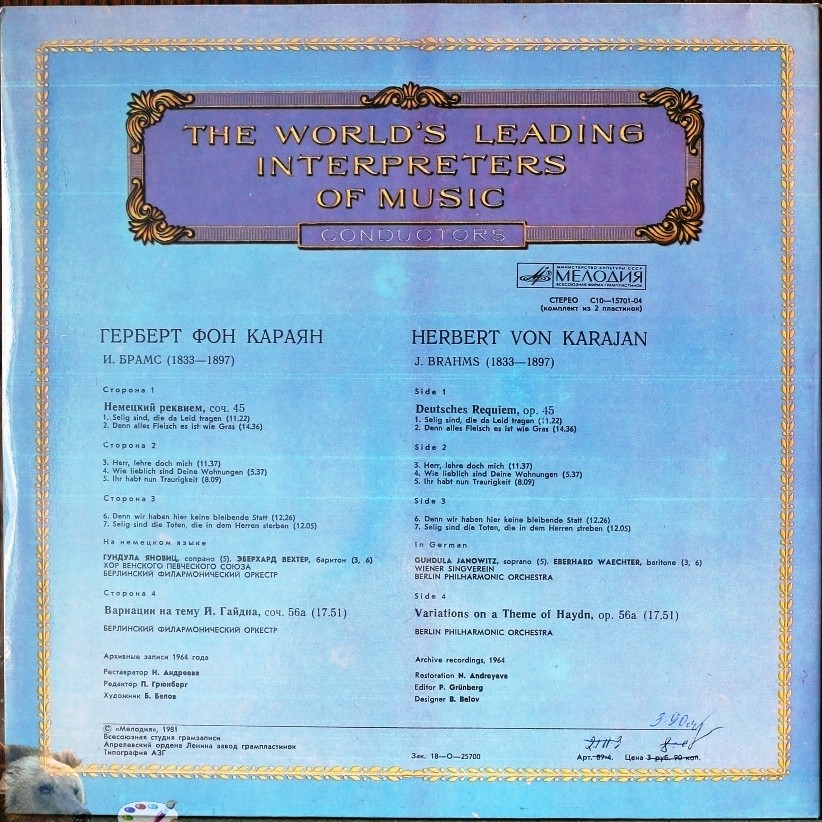 THE WORLD'S LEADING
INTERPRETERS
OF MUSIC
CONDUCTORS
МИНИСТЕРСТВО КУЛЬТУРЫ СССР
МЕЛОДИЯ
ВСЕСОЮЗНАЯ ФИРМА ГРАМПЛАСТИНОК
СТЕРЕО С10—15701-04
(комплект из 2 пластинок)
ГЕРБЕРТ ФОН КАРАЯН
И. БРАМС (1833—1897)
Сторона 1
Немецкий реквием, соч. 45
1. Selig sind, die da Leid tragen (11.22)
2. Denn alles Fleisch es ist wie Gras (14.36)
Сторона 2
3. Herr, lehre doch mich (11.37)
4. Wie lieblich sind Deine Wohnungen (5.37)
5. Ihr habt nun Traurigkeit (8.09)
Сторона 3
6. Denn wir haben hier keine bleibende Statt (12.26)
7. Selig sind die Toten, die in dem Herren sterben (12.05)
На немецком языке
ГУНДУЛА ЯНОВИЦ, сопрано (5), ЭБЕРХАРД ВЕХТЕР, баритон (3, 6)
ХОР ВЕНСКОГО ПЕВЧЕСКОГО СОЮЗА
БЕРЛИНСКИЙ ФИЛАРМОНИЧЕСКИЙ ОРКЕСТР
Сторона 4
Вариации на тему Й. Гайдна, соч. 56а (17.51)
БЕРЛИНСКИЙ ФИЛАРМОНИЧЕСКИЙ ОРКЕСТР
Архивные записи 1964 года
Реставратор Н. Андреева
Редактор П. Грюнберг
Художник Б. Белов
HERBERT VON KARAJAN
J. BRAHMS (1833—1897)
Side 1
Deutsches Requiem, op. 45
1. Selig sind, die da Leid tragen (11.22)
2. Denn alles Fleisch es ist wie Gras (14.36)
Side 2
3. Herr, lehre doch mich (11.37)
4. Wie lieblich sind Deine Wohnungen (5.37)
5. Ihr habt nun Traurigkeit (8.09)
Side 3
6. Denn wir haben hier keine bleibende Statt (12.26)
7. Selig sind die Toten, die in dem Herren streben (12.05)
In German
GUNDULA JANOWITZ, soprano (5), EBERHARD WAECHTER, baritone (3, 6)
WIENER SINGVEREIN
BERLIN PHILHARMONIC ORCHESTRA
Side 4
Variations on a Theme of Haydn, op. 56a (17.51)
BERLIN PHILHARMONIC ORCHESTRA
Archive recordings, 1964
Restoration N. Andreyeva
Editor P. Grünberg
Designer B. Belov
© «Мелодия», 1981
Всесоюзная студия грамзаписи
Апрелевский ордена Ленина завод грампластинок
Типография АЗГ
Зак. 18—О—25700
Арт. 89-4. Цена 3 руб. 90 коп.